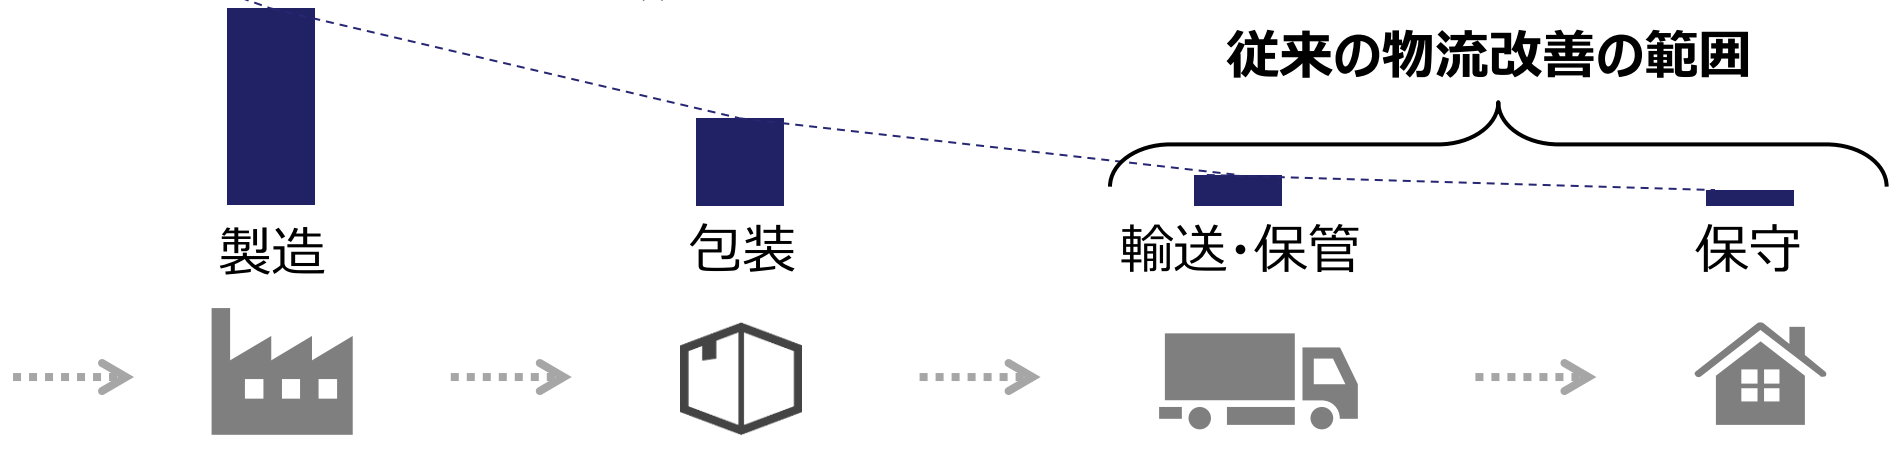 従来の物流改善の範囲
製造
包装
輸送・保管
保守